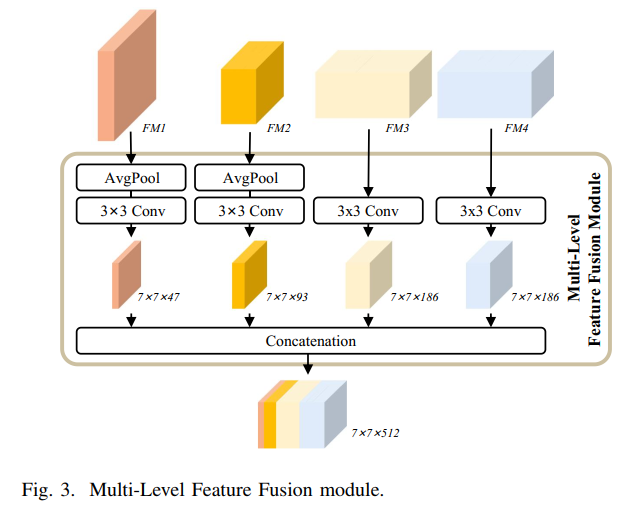 FM1
FM2
FM3
FM4
AvgPool
AvgPool
3×3 Conv
3×3 Conv
3x3 Conv
3x3 Conv
7×7×47
7×7×93
7×7×186
7×7×186
Concatenation
7×7×512
Multi-Level
Feature Fusion Module
Fig. 3. Multi-Level Feature Fusion module.